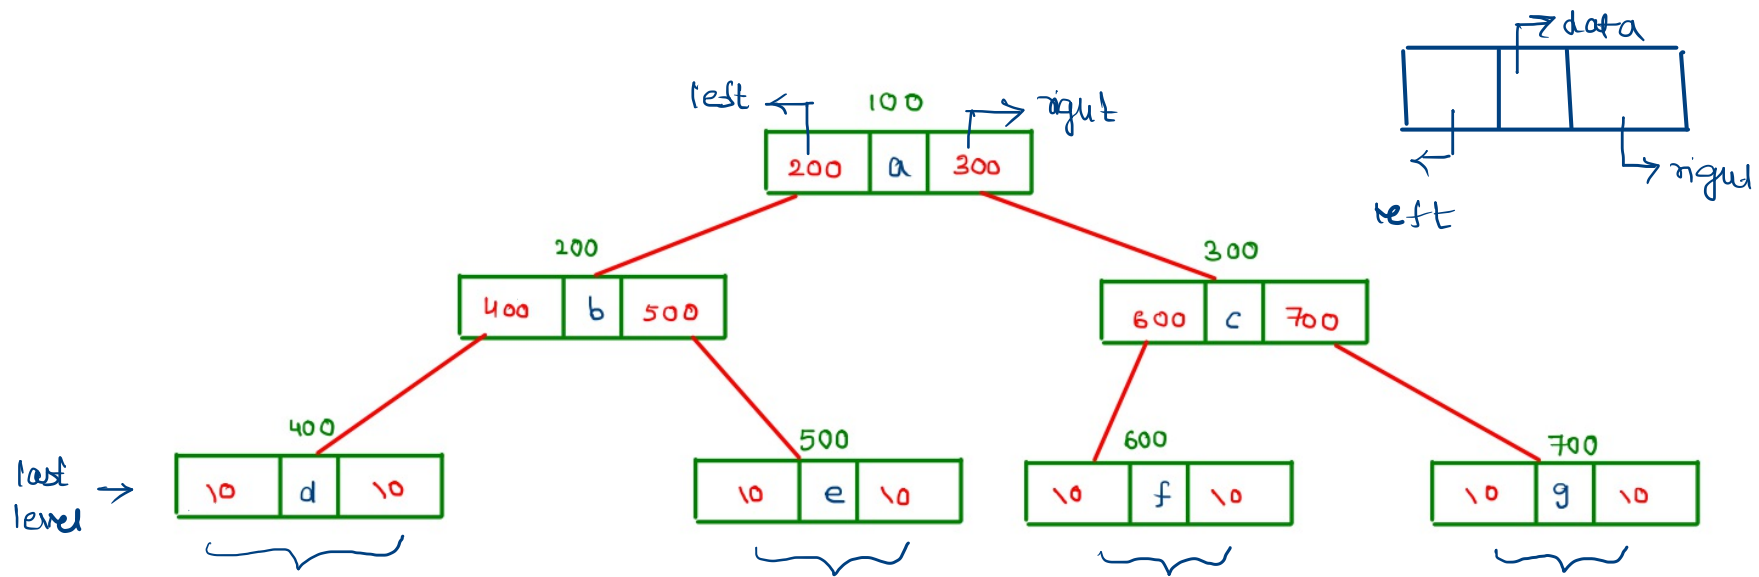 data
left 100 right
200 a 300
right
left
200 300
400 b 500 600 c 700
400 500 600 700
last level
\0 d \0 \0 e \0 \0 f \0 \0 g \0